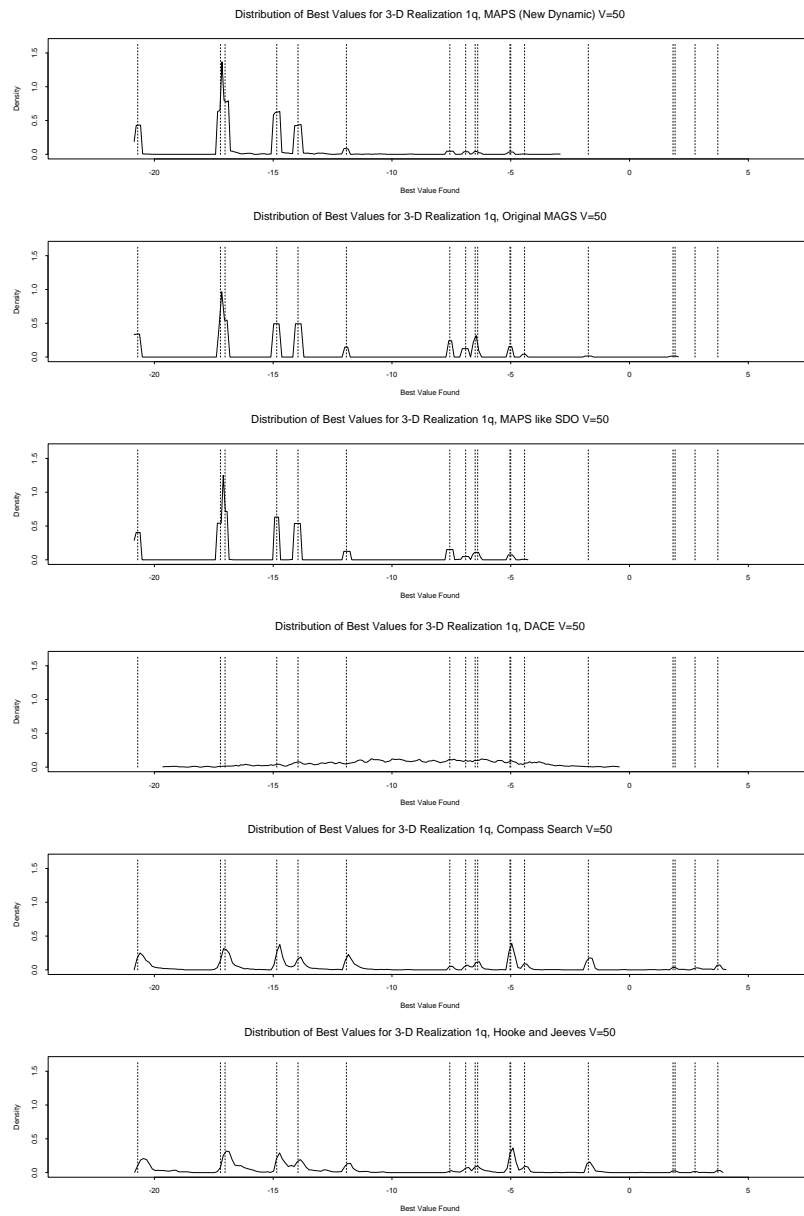 Distribution of Best Values for 3-D Realization 1q, MAPS (New Dynamic) V=50
Density
0.0 0.5 1.0 1.5
-20 -15 -10 -5 0 5
Best Value Found
Distribution of Best Values for 3-D Realization 1q, Original MAGS V=50
Density
0.0 0.5 1.0 1.5
-20 -15 -10 -5 0 5
Best Value Found
Distribution of Best Values for 3-D Realization 1q, MAPS like SDO V=50
Density
0.0 0.5 1.0 1.5
-20 -15 -10 -5 0 5
Best Value Found
Distribution of Best Values for 3-D Realization 1q, DACE V=50
Density
0.0 0.5 1.0 1.5
-20 -15 -10 -5 0 5
Best Value Found
Distribution of Best Values for 3-D Realization 1q, Compass Search V=50
Density
0.0 0.5 1.0 1.5
-20 -15 -10 -5 0 5
Best Value Found
Distribution of Best Values for 3-D Realization 1q, Hooke and Jeeves V=50
Density
0.0 0.5 1.0 1.5
-20 -15 -10 -5 0 5
Best Value Found